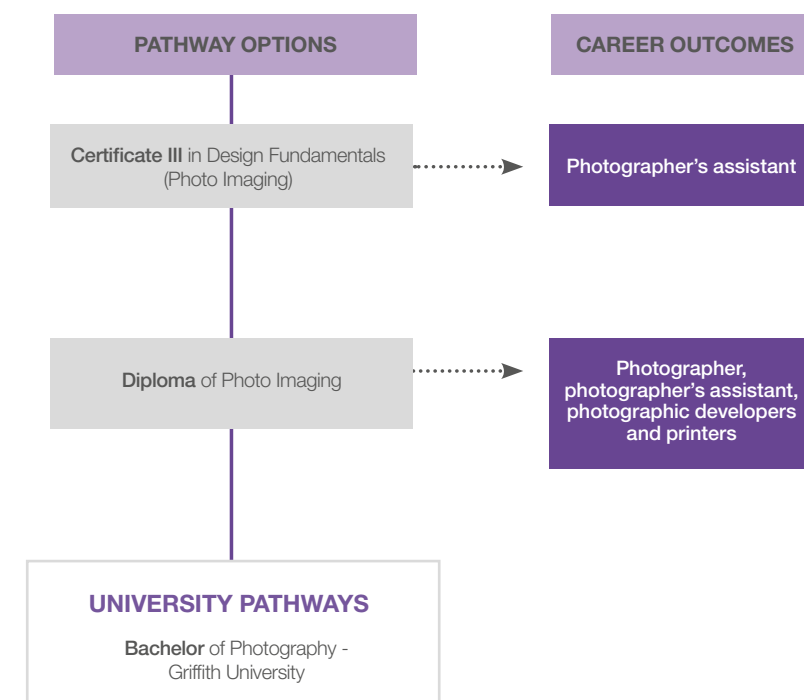 PATHWAY OPTIONS
CAREER OUTCOMES
Certificate III in Design Fundamentals
(Photo Imaging)
Photographer’s assistant
Diploma of Photo Imaging
Photographer,
photographer’s assistant,
photographic developers
and printers
UNIVERSITY PATHWAYS
Bachelor of Photography -
Griffith University